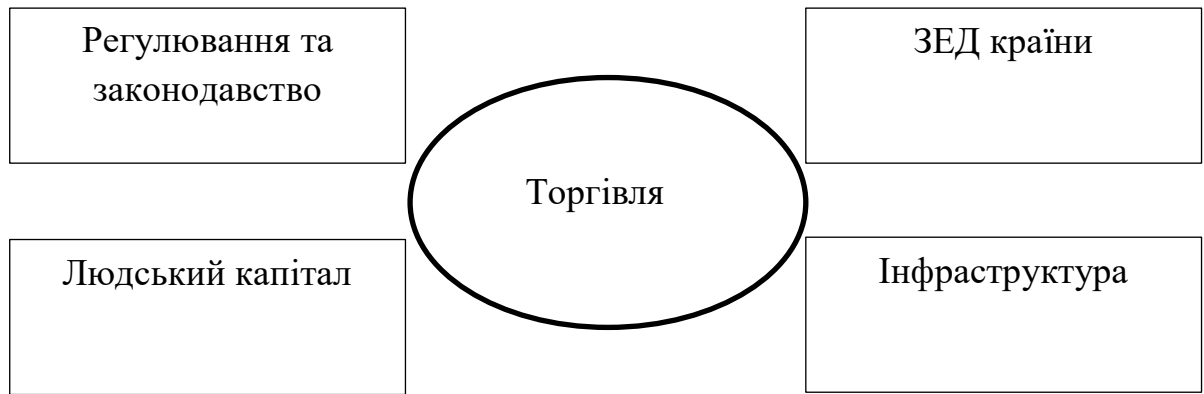 Регулювання та
законодавство
ЗЕД країни
Торгівля
Людський капітал
Інфраструктура